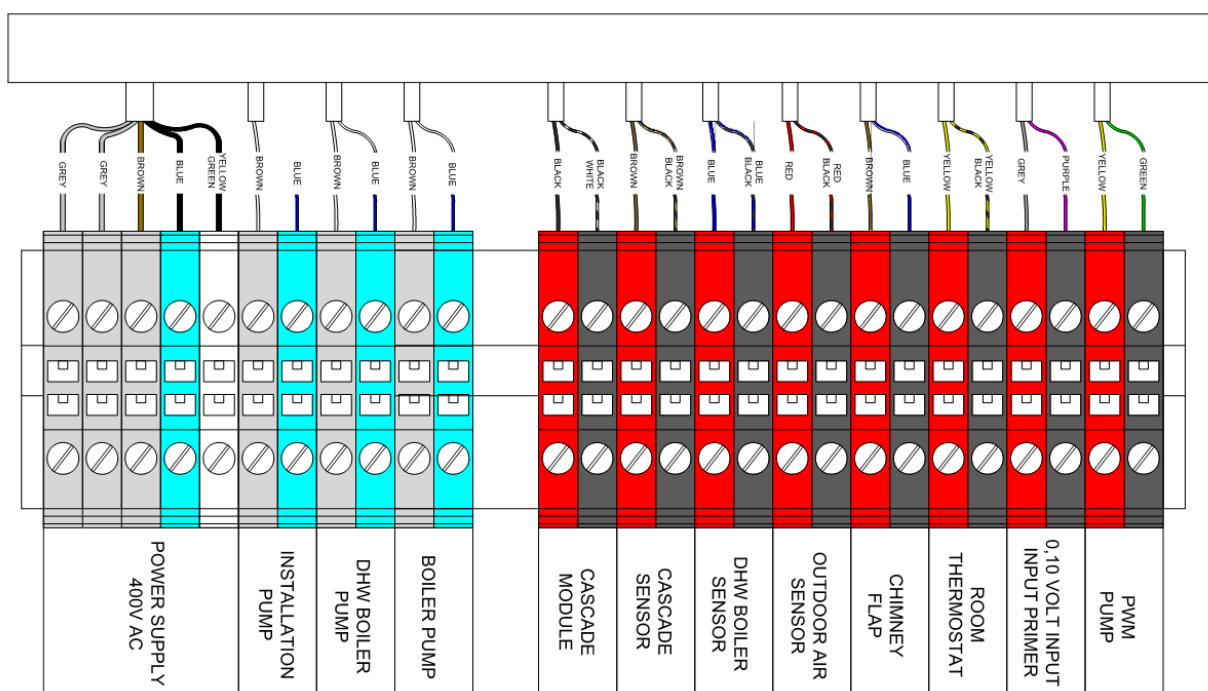 GREY
GREY
BROWN
BLUE
YELLOW
GREEN
BROWN
BLUE
BROWN
BLUE
BROWN
BLUE
BLACK
BLACK
WHITE
BROWN
BROWN
BLACK
BLUE
BLUE
BLACK
RED
RED
BLACK
BROWN
BLUE
YELLOW
YELLOW
BLACK
GREY
PURPLE
YELLOW
GREEN
POWER SUPPLY
400V AC
INSTALLATION
PUMP
DHW BOILER
PUMP
BOILER PUMP
CASCADE
MODULE
CASCADE
SENSOR
DHW BOILER
SENSOR
OUTDOOR AIR
SENSOR
CHIMNEY
FLAP
ROOM
THERMOSTAT
0,10 VOLT INPUT
INPUT PRIMER
PWM
PUMP